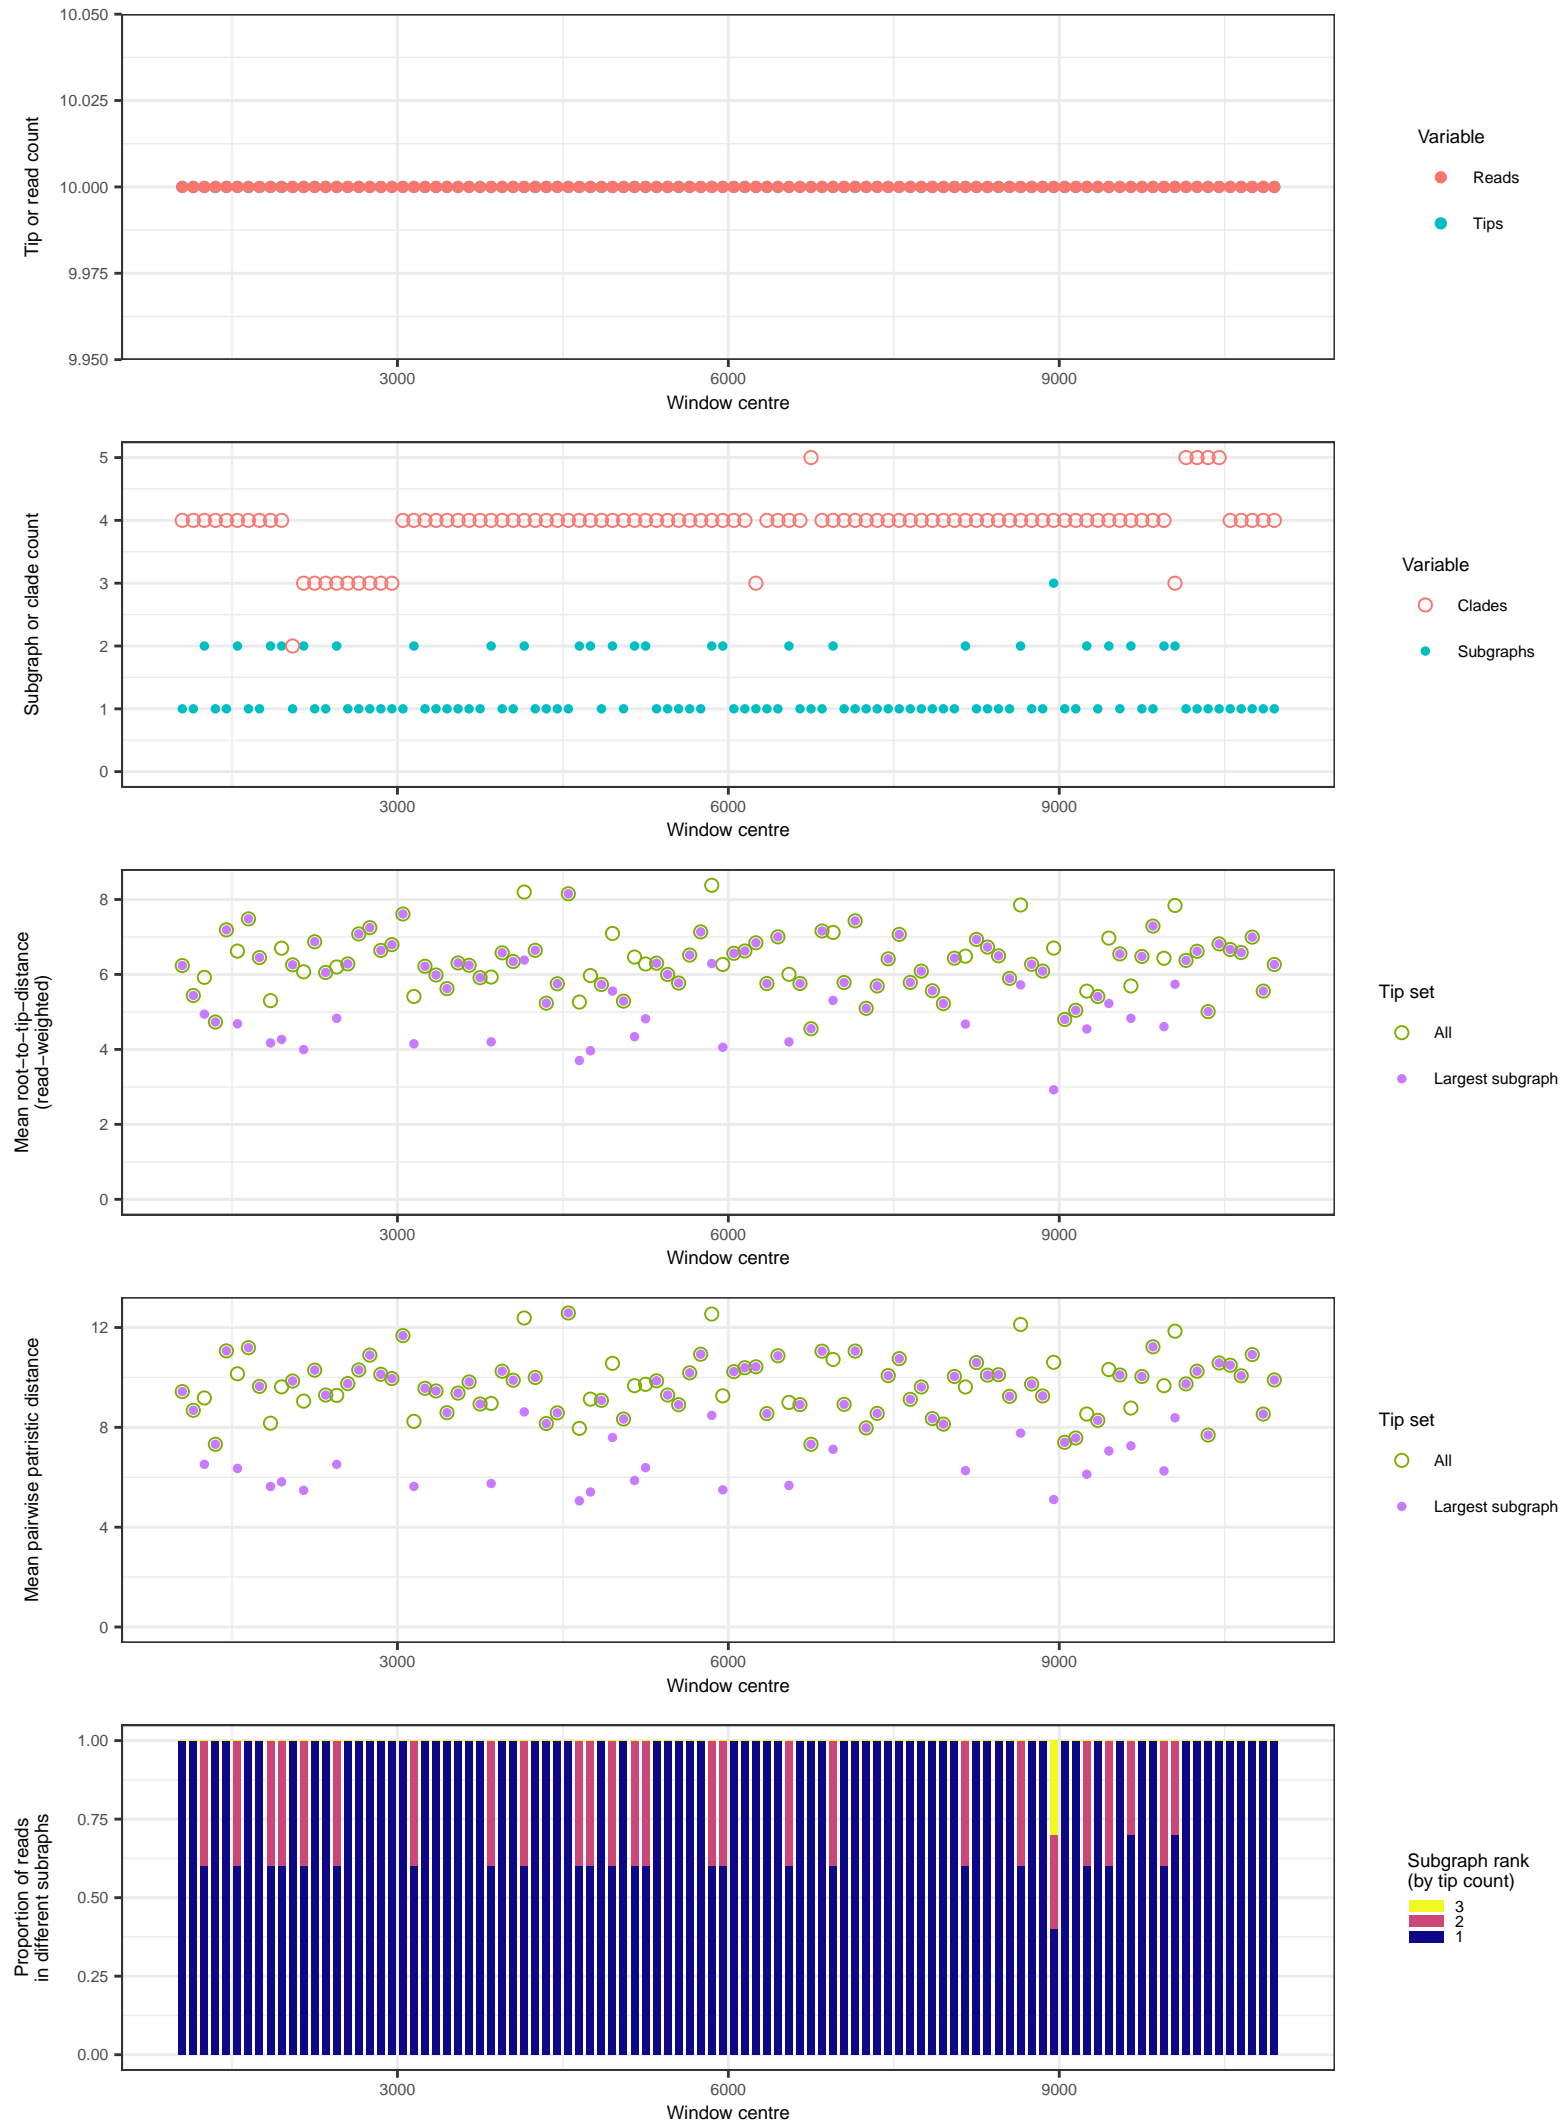 10.050
10.025
10.000
9.975
9.950
Tip or read count
3000
6000
9000
Window centre
Variable
Reads
Tips
5
4
3
2
1
0
Subgraph or clade count
3000
6000
9000
Window centre
Variable
Clades
Subgraphs
8
6
4
2
0
Mean root−to−tip−distance
(read−weighted)
3000
6000
9000
Window centre
Tip set
All
Largest subgraph
12
8
4
0
Mean pairwise patristic distance
3000
6000
9000
Window centre
Tip set
All
Largest subgraph
1.00
0.75
0.50
0.25
0.00
Proportion of reads
in different subraphs
3000
6000
9000
Window centre
Subgraph rank
(by tip count)
3
2
1